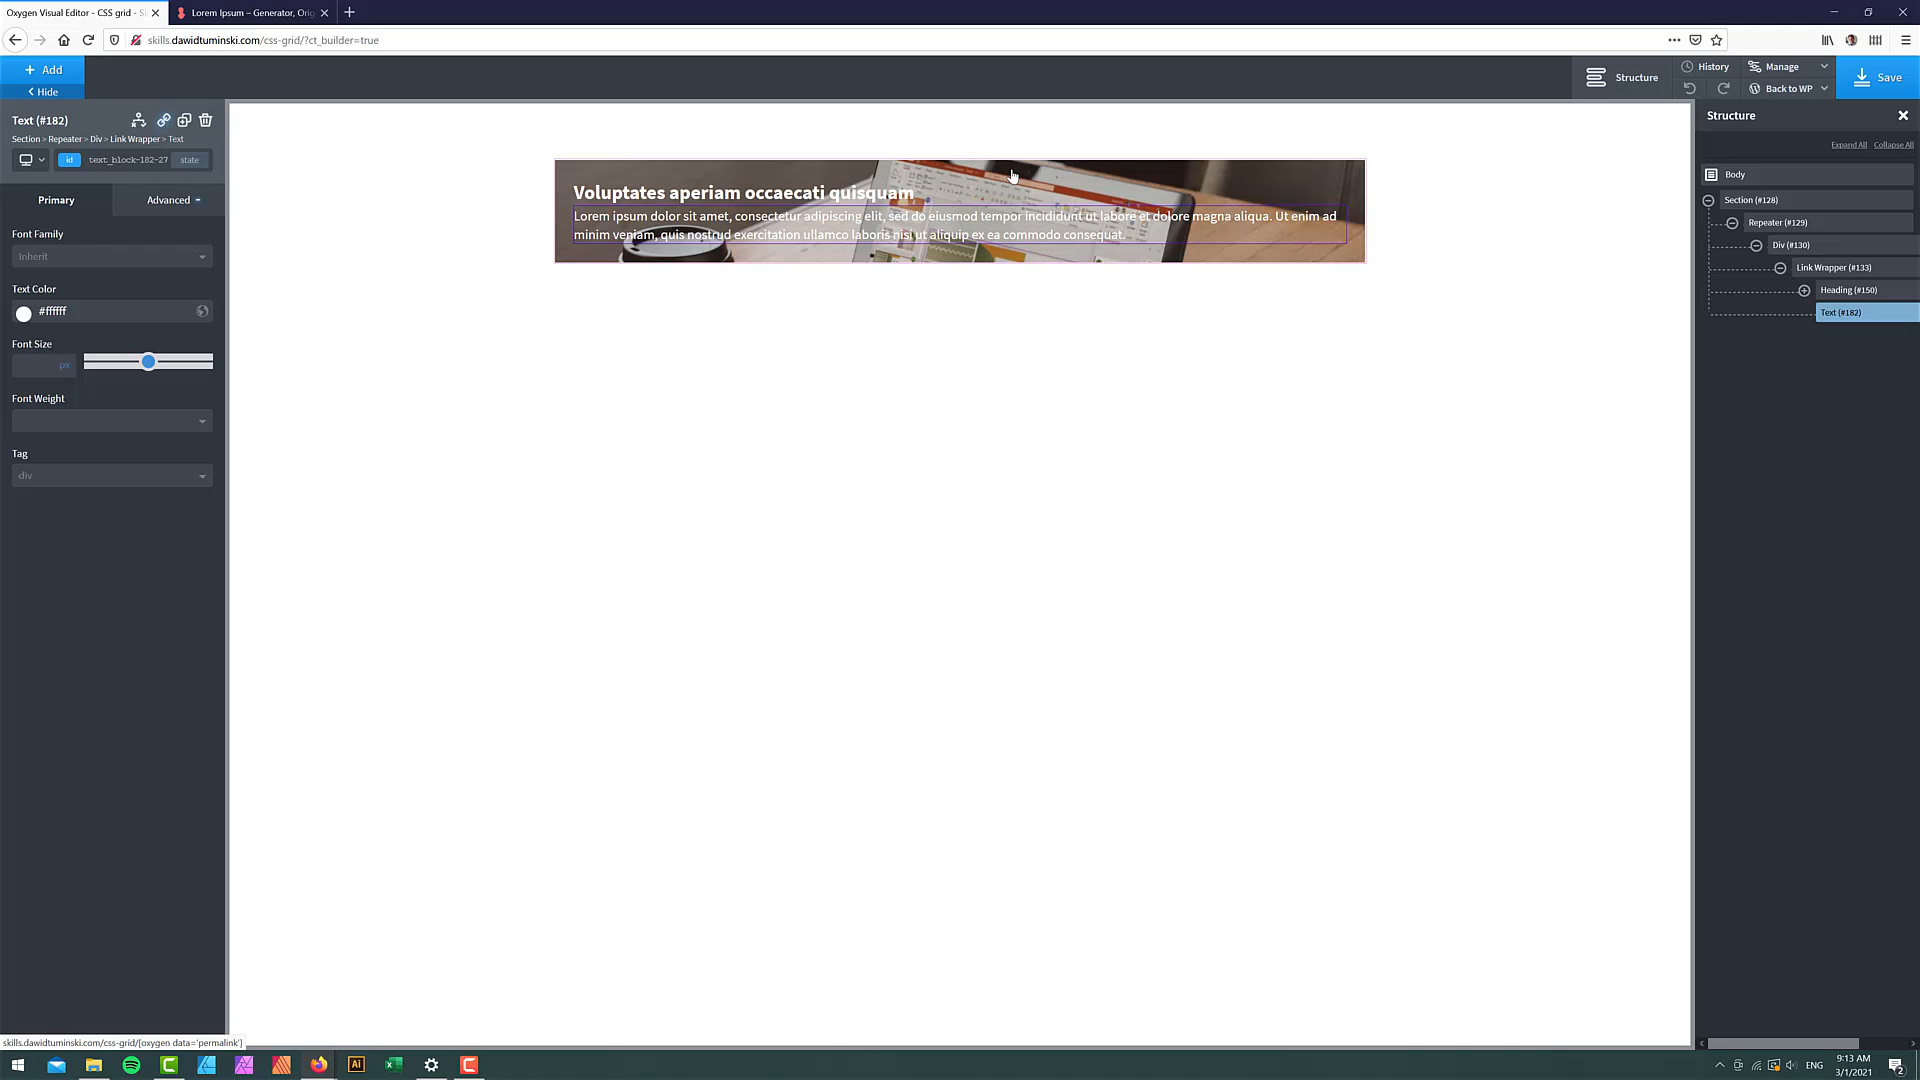 Oxygen Visual Editor - CSS grid - S
Lorem Ipsum – Generator, Orig
skills.dawidtuminski.com/css-grid/?ct_builder=true
+ Add
< Hide
Structure
History
Manage
Back to WP
Save
Text (#182)
Section > Repeater > Div > Link Wrapper > Text
id
text_block-182-27
state
Primary
Advanced
Font Family
Inherit
Text Color
#ffffff
Font Size
px
Font Weight
Tag
div
Voluptates aperiam occaecati quisquam
Lorem ipsum dolor sit amet, consectetur adipiscing elit, sed do eiusmod tempor incididunt ut labore et dolore magna aliqua. Ut enim ad
minim veniam, quis nostrud exercitation ullamco laboris nisi ut aliquip ex ea commodo consequat.
Structure
Expand All
Collapse All
Body
Section (#128)
Repeater (#129)
Div (#130)
Link Wrapper (#133)
Heading (#150)
Text (#182)
skills.dawidtuminski.com/css-grid/[oxygen data='permalink']
Ai
ENG
9:13 AM
3/1/2021
2